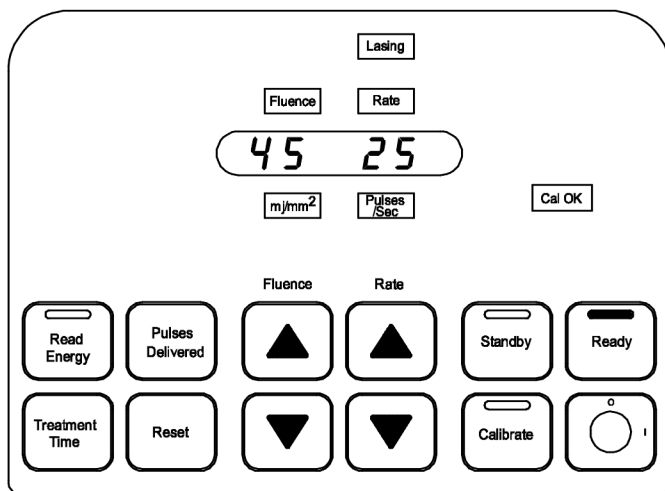 Lasing
Fluence Rate
45 25
mj/mm²
Pulses
/Sec
Cal OK
Fluence Rate
Read
Energy
Pulses
Delivered
Standby
Ready
Treatment
Time
Reset
Calibrate
O
I